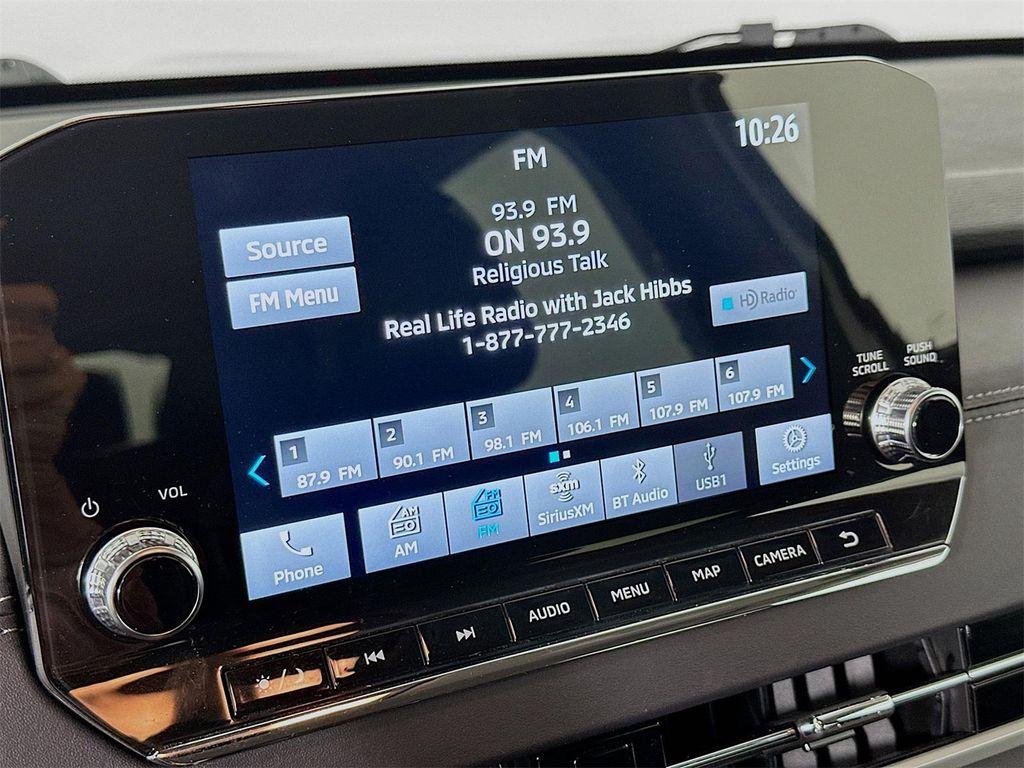 10:26
FM
93.9 FM
ON 93.9
Religious Talk
Real Life Radio with Jack Hibbs
1-877-777-2346
Source
FM Menu
HD Radio
TUNE
SCROLL
PUSH
SOUND
1
87.9 FM
2
90.1 FM
3
98.1 FM
4
106.1 FM
5
107.9 FM
6
107.9 FM
VOL
Phone
AM
AM
FM
FM
sxm
SiriusXM
BT Audio
USB1
Settings
AUDIO
MENU
MAP
CAMERA